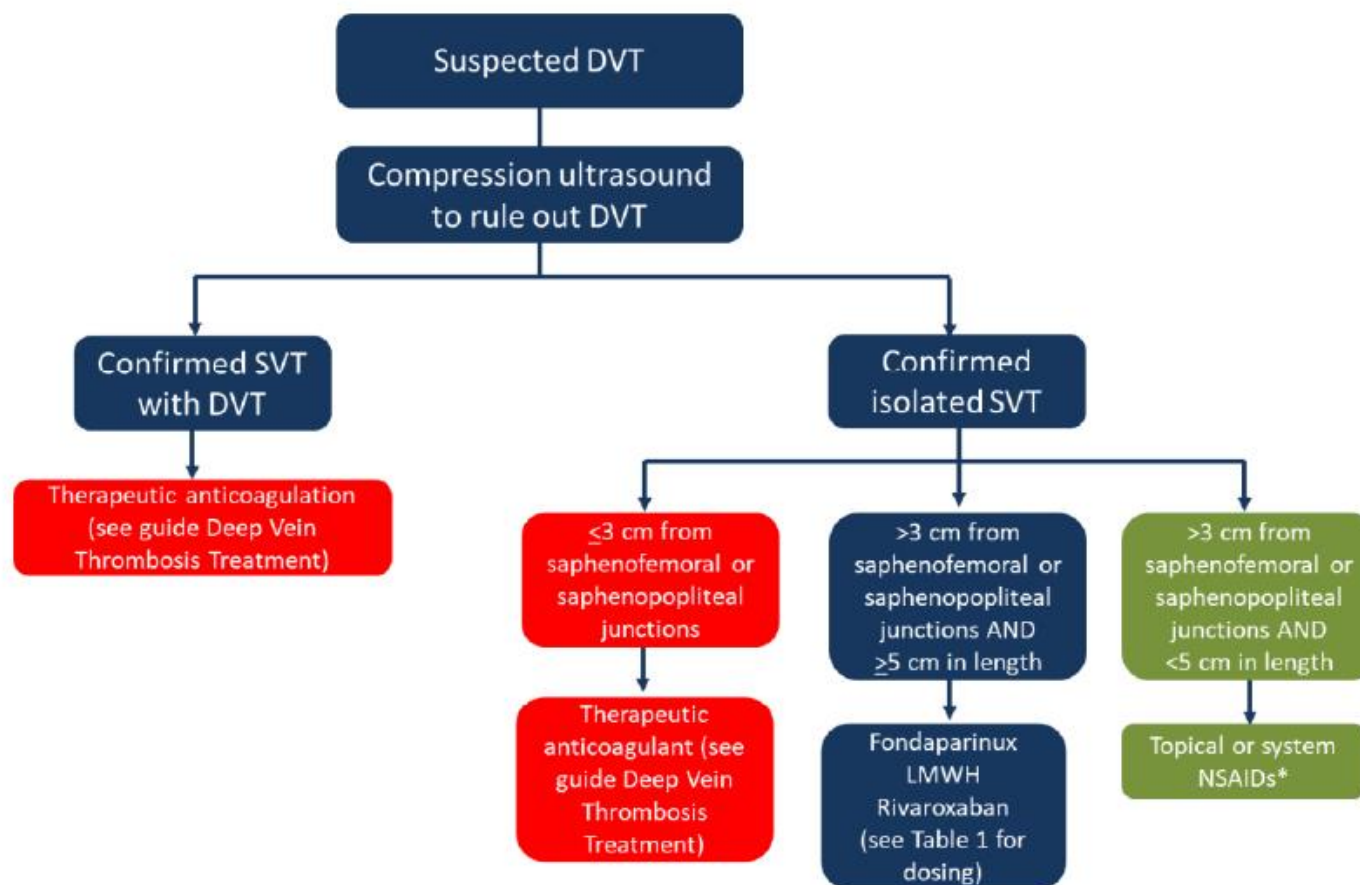 Suspected DVT
Compression ultrasound
to rule out DVT
Confirmed SVT
with DVT
Confirmed
isolated SVT
Therapeutic anticoagulation
(see guide Deep Vein
Thrombosis Treatment)
≤3 cm from
saphenofemoral or
saphenopopliteal
junctions
>3 cm from
saphenofemoral or
saphenopopliteal
junctions AND
≥5 cm in length
>3 cm from
saphenofemoral or
saphenopopliteal
junctions AND
<5 cm in length
Therapeutic
anticoagulant (see
guide Deep Vein
Thrombosis
Treatment)
Fondaparinux
LMWH
Rivaroxaban
(see Table 1 for
dosing)
Topical or system
NSAIDs*